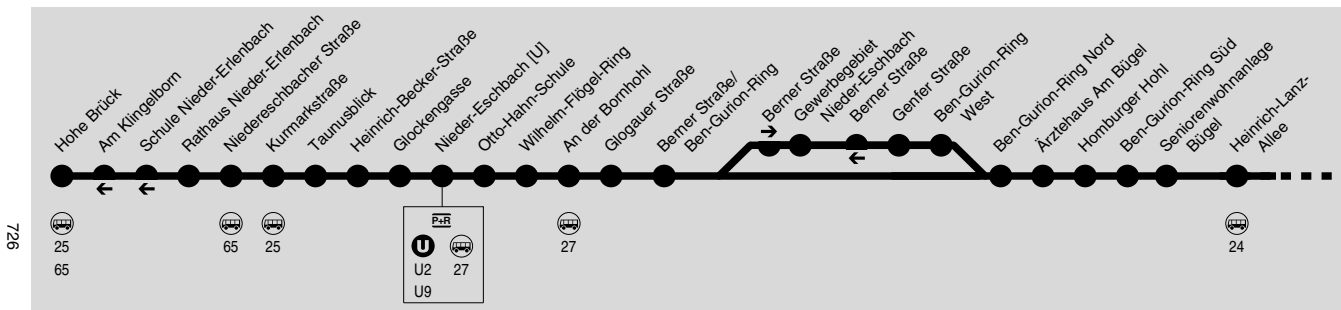 Hohe Brück
Am Klingelborn
Schule Nieder-Erlenbach
Rathaus Nieder-Erlenbach
Niedereschbacher Straße
Kurmarkstraße
Taunusblick
Heinrich-Becker-Straße
Glockengasse
Nieder-Eschbach [U]
Otto-Hahn-Schule
Wilhelm-Flögel-Ring
An der Bornhohl
Glogauer Straße
Berner Straße/
Ben-Gurion-Ring
Berner Straße
Gewerbegebiet
Nieder-Eschbach
Berner Straße
Genfer Straße
Ben-Gurion-Ring
West
Ben-Gurion-Ring Nord
Ärztehaus Am Bügel
Homburger Hohl
Ben-Gurion-Ring Süd
Seniorenwohnanlage
Bügel
Heinrich-Lanz-
Allee
25
65
65
25
P+R
U
U2
U9
27
27
24
726